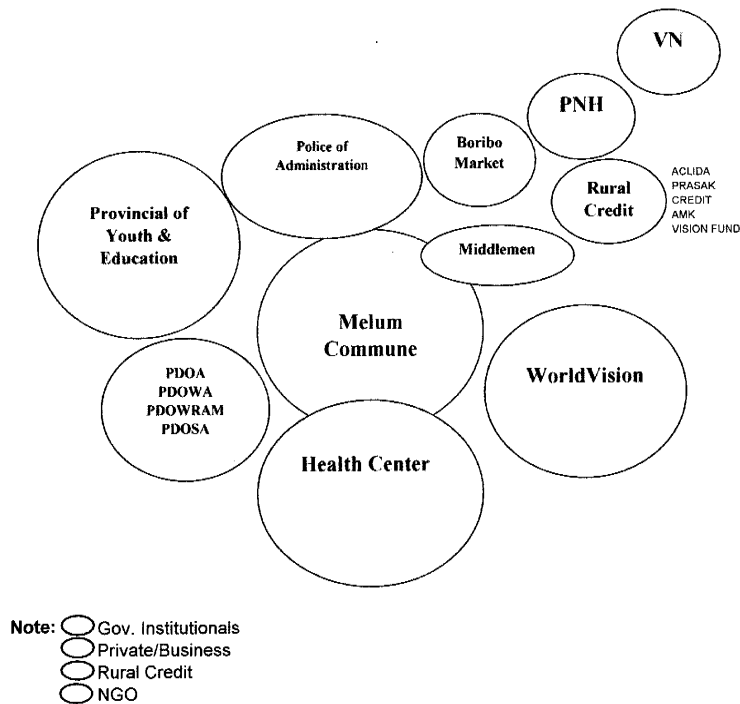 VN
PNH
Police of
Administration
Boribo
Market
ACLIDA
PRASAK
CREDIT
AMK
VISION FUND
Rural
Credit
Provincial of
Youth &
Education
Middlemen
Melum
Commune
WorldVision
PDOA
PDOWA
PDOWRAM
PDOSA
Health Center
Note: Gov. Institutionals
Private/Business
Rural Credit
NGO